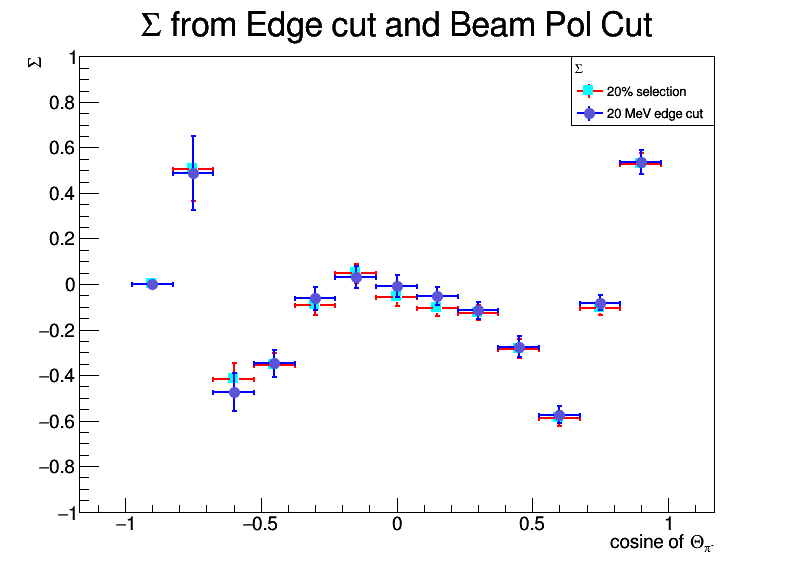 Σ from Edge cut and Beam Pol Cut
Σ
Σ
20% selection
20 MeV edge cut
1
0.8
0.6
0.4
0.2
0
−0.2
−0.4
−0.6
−0.8
−1
−1 −0.5 0 0.5 1
cosine of Θπ-